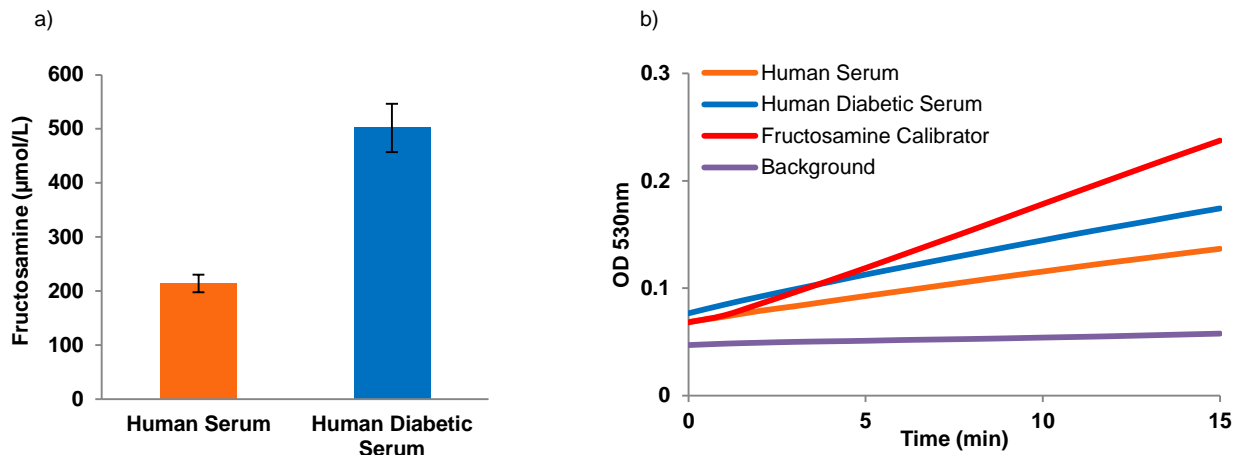 a)
Fructosamine (µmol/L)
600
500
400
300
200
100
0
Human Serum
Human Diabetic
Serum
b)
OD 530nm
0.3
0.2
0.1
0
Human Serum
Human Diabetic Serum
Fructosamine Calibrator
Background
0
5
10
15
Time (min)